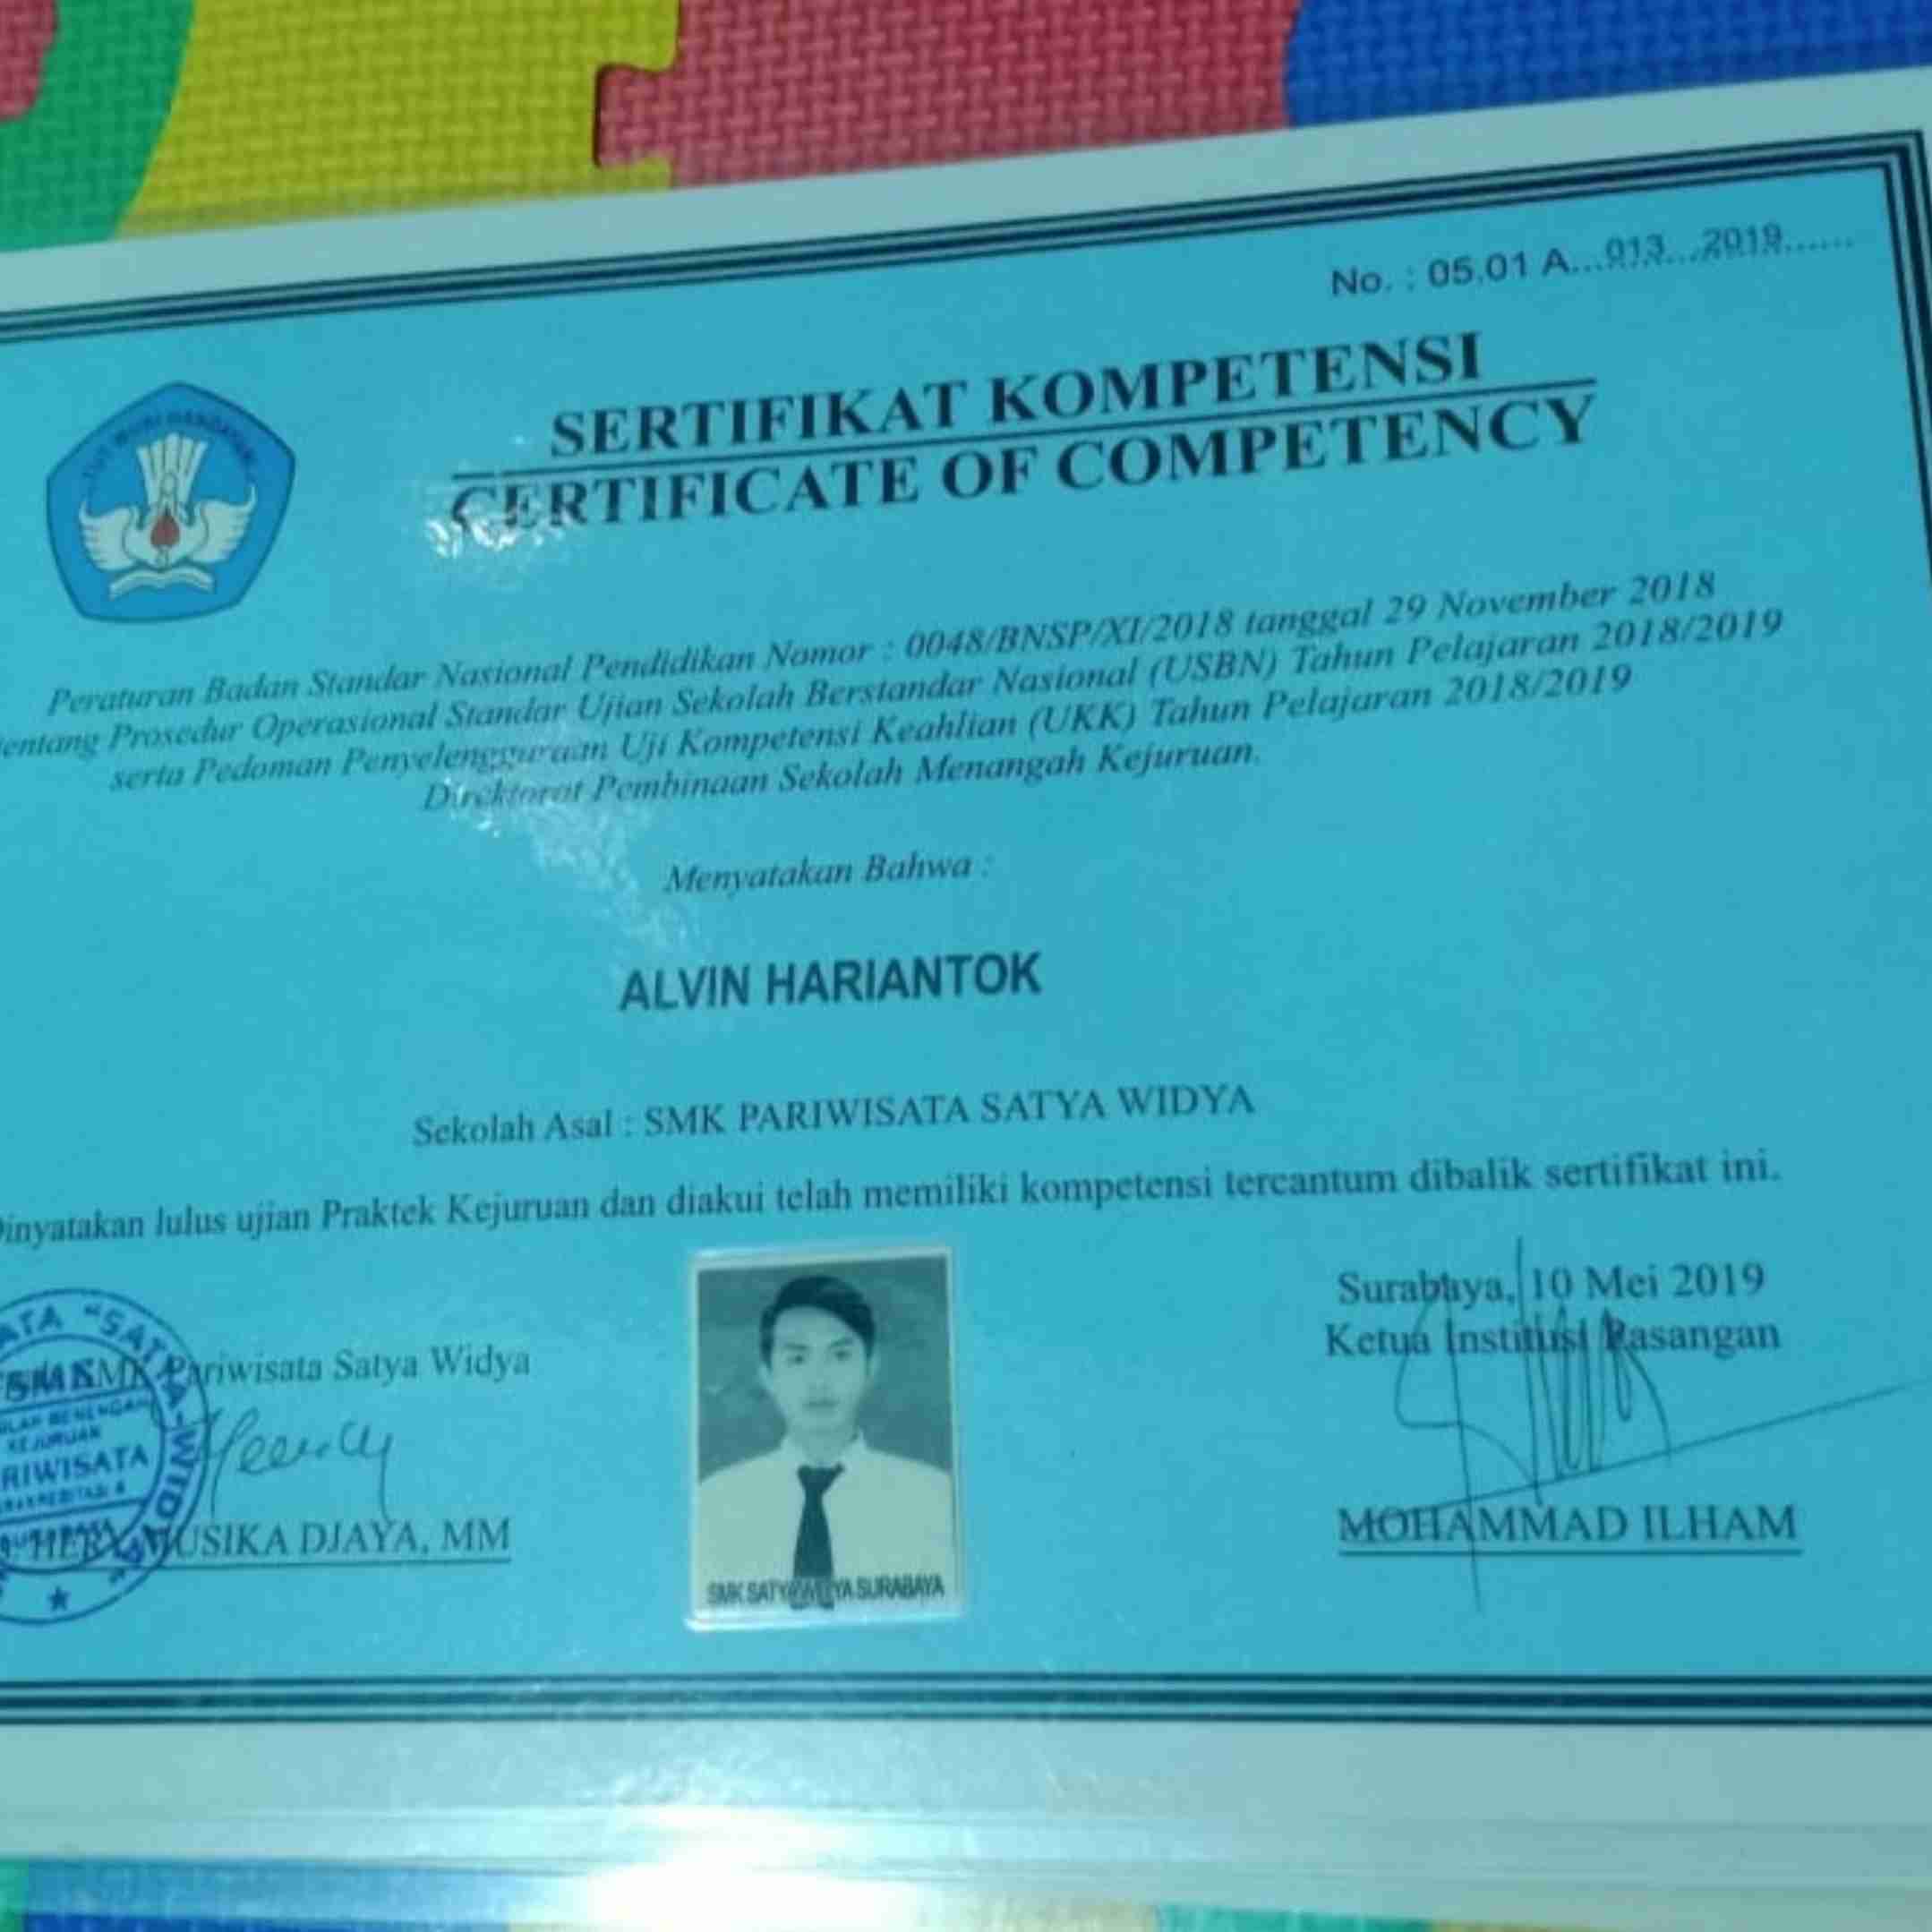 No. : 05.01 A...013...2019......
SERTIFIKAT KOMPETENSI
CERTIFICATE OF COMPETENCY
Peraturan Badan Standar Nasional Pendidikan Nomor : 0048/BNSP/XI/2018 tanggal 29 November 2018
tentang Prosedur Operasional Standar Ujian Sekolah Berstandar Nasional (USBN) Tahun Pelajaran 2018/2019
serta Pedoman Penyelengguraan Uji Kompetensi Keahlian (UKK) Tahun Pelajaran 2018/2019
Direktorat Pembinaan Sekolah Menangah Kejuruan.
Menyatakan Bahwa :
ALVIN HARIANTOK
Sekolah Asal : SMK PARIWISATA SATYA WIDYA
Dinyatakan lulus ujian Praktek Kejuruan dan diakui telah memiliki kompetensi tercantum dibalik sertifikat ini.
Surabaya, 10 Mei 2019
Ketua Institusi Pasangan
SMK Pariwisata Satya Widya
MUSIKA DJAYA, MM
SMK SATYA WIDYA SURABAYA
MOHAMMAD ILHAM